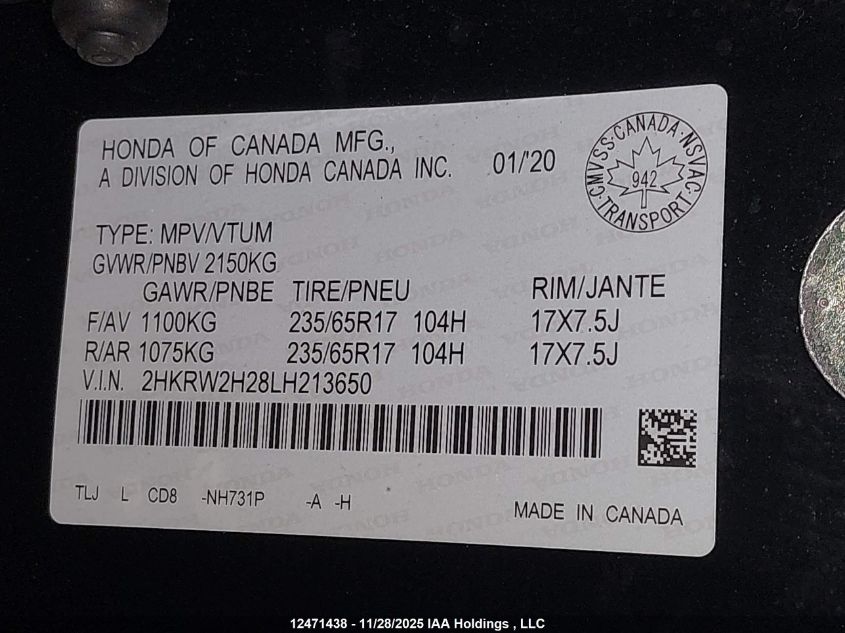 HONDA OF CANADA MFG.,
A DIVISION OF HONDA CANADA INC. 01/'20
CMVSS·CANADA·NSVAC
942
·TRANSPORT·
TYPE: MPV/VTUM
GVWR/PNBV 2150KG
GAWR/PNBE TIRE/PNEU RIM/JANTE
F/AV 1100KG 235/65R17 104H 17X7.5J
R/AR 1075KG 235/65R17 104H 17X7.5J
V.I.N. 2HKRW2H28LH213650
TLJ L CD8 -NH731P -A -H
MADE IN CANADA
12471438 - 11/28/2025 IAA Holdings , LLC